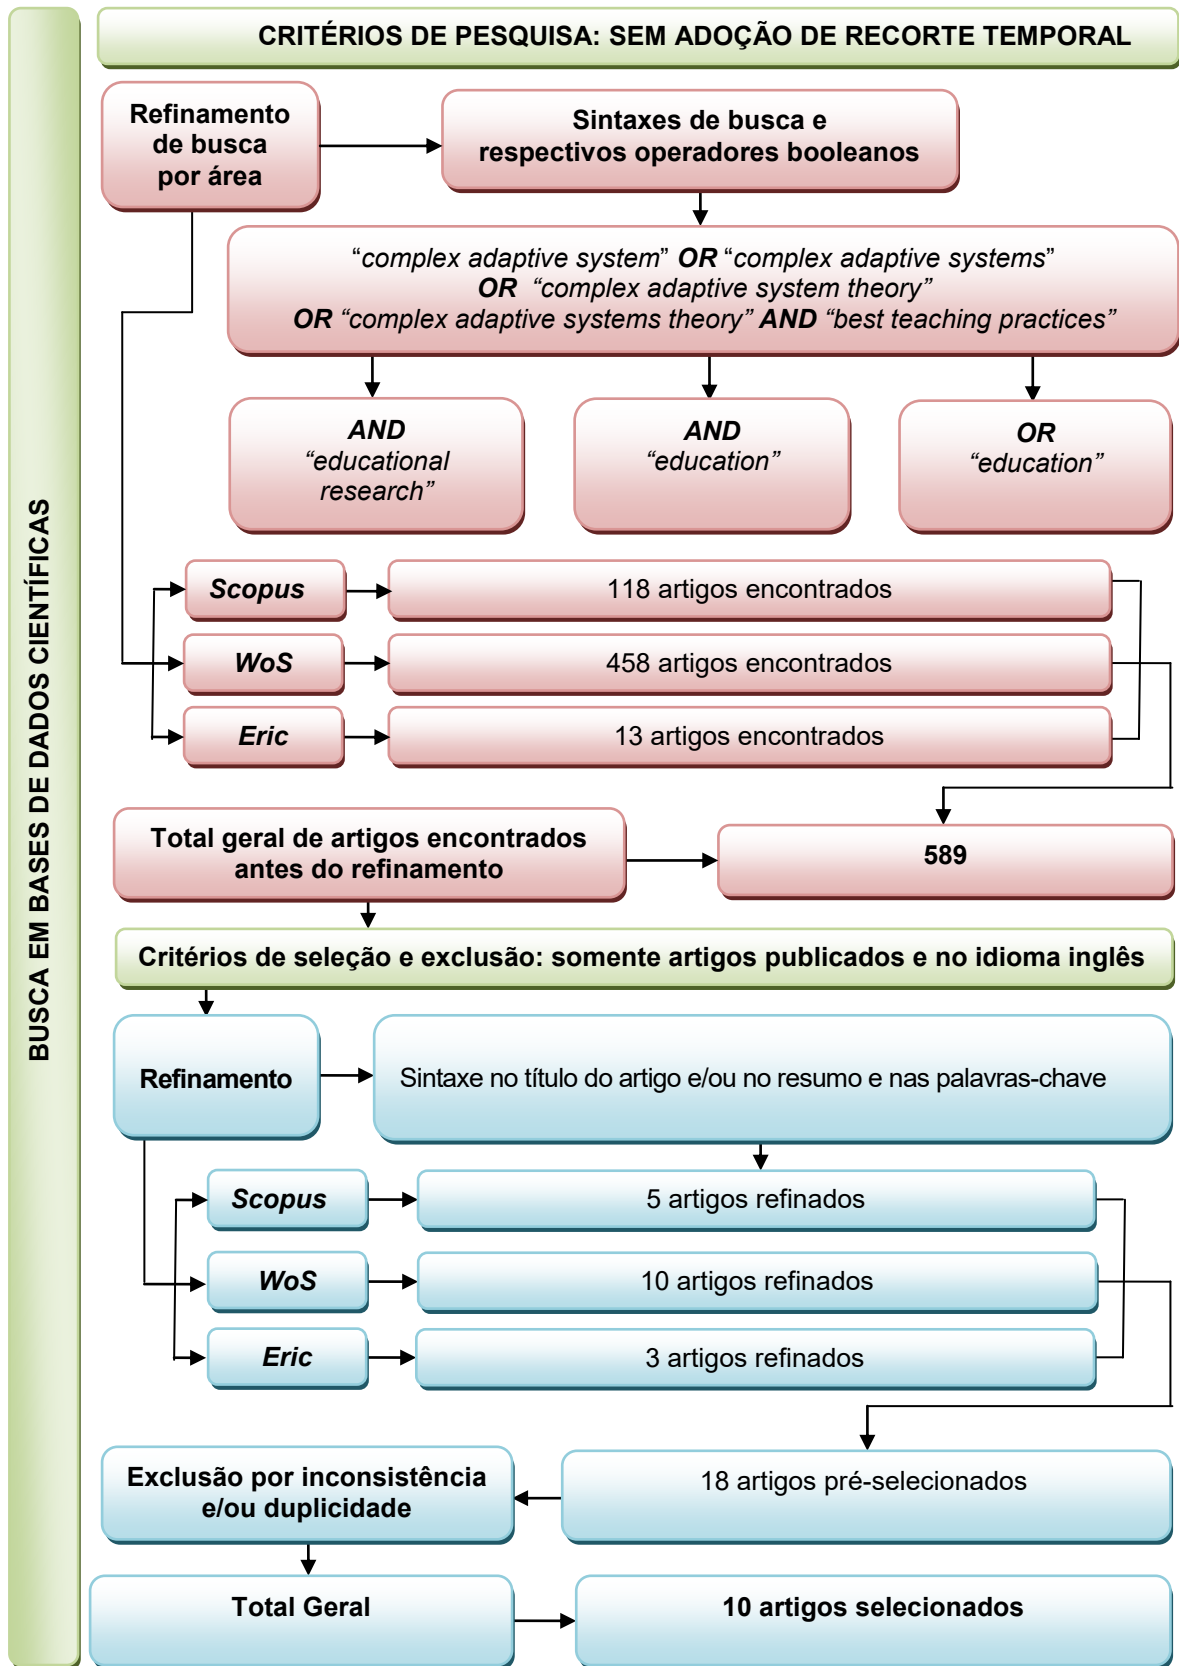 BUSCA EM BASES DE DADOS CIENTÍFICAS
CRITÉRIOS DE PESQUISA: SEM ADOÇÃO DE RECORTE TEMPORAL
Refinamento
de busca
por área
Sintaxes de busca e
respectivos operadores booleanos
“complex adaptive system” OR “complex adaptive systems”
OR “complex adaptive system theory”
OR “complex adaptive systems theory” AND “best teaching practices”
AND
“educational
research”
AND
“education”
OR
“education”
Scopus
118 artigos encontrados
WoS
458 artigos encontrados
Eric
13 artigos encontrados
Total geral de artigos encontrados
antes do refinamento
589
Critérios de seleção e exclusão: somente artigos publicados e no idioma inglês
Refinamento
Sintaxe no título do artigo e/ou no resumo e nas palavras-chave
Scopus
5 artigos refinados
WoS
10 artigos refinados
Eric
3 artigos refinados
18 artigos pré-selecionados
Exclusão por inconsistência
e/ou duplicidade
Total Geral
10 artigos selecionados